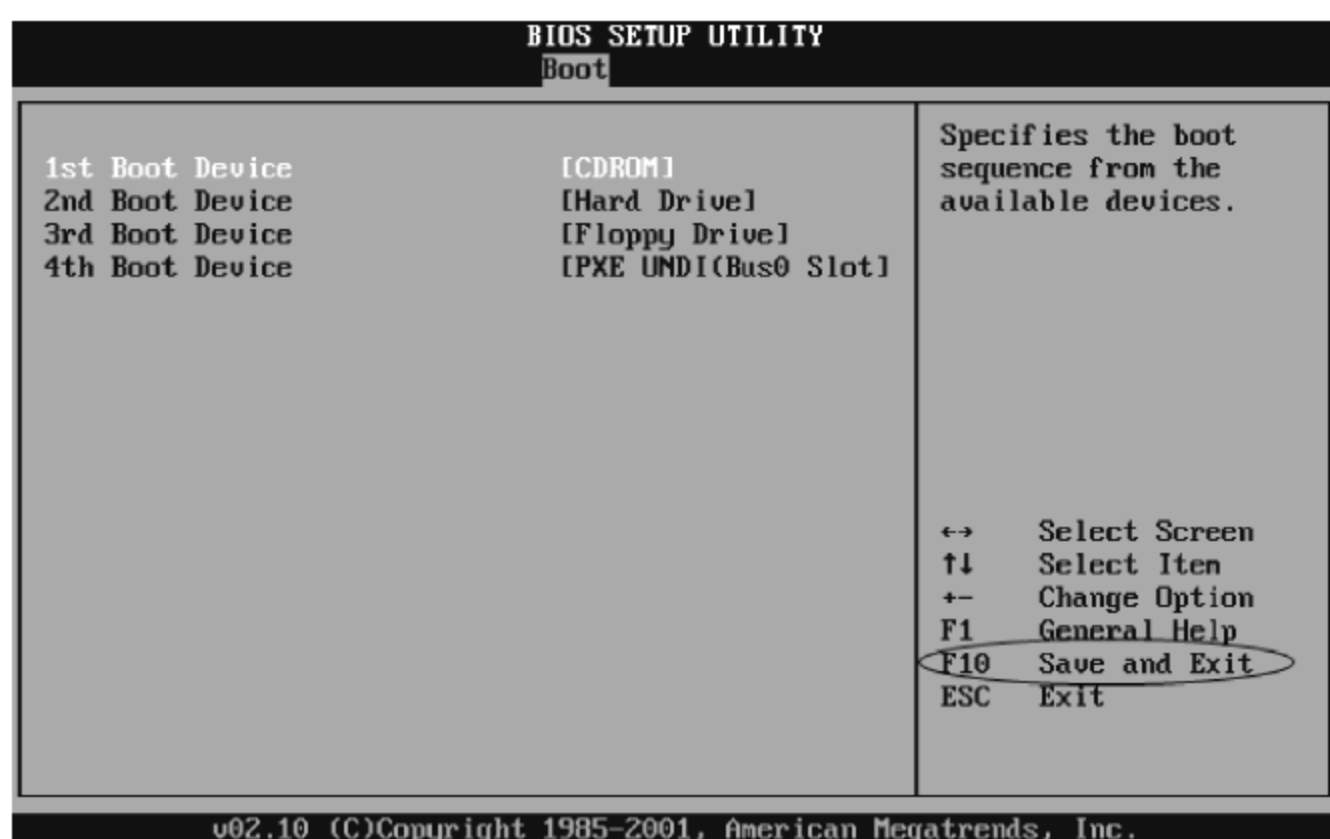 BIOS SETUP UTILITY
Boot
1st Boot Device [CDROM]
2nd Boot Device [Hard Drive]
3rd Boot Device [Floppy Drive]
4th Boot Device [PXE UNDI(Bus0 Slot]
Specifies the boot
sequence from the
available devices.
←→ Select Screen
↑↓ Select Item
+- Change Option
F1 General Help
F10 Save and Exit
ESC Exit
v02.10 (C)Copyright 1985-2001, American Megatrends, Inc.